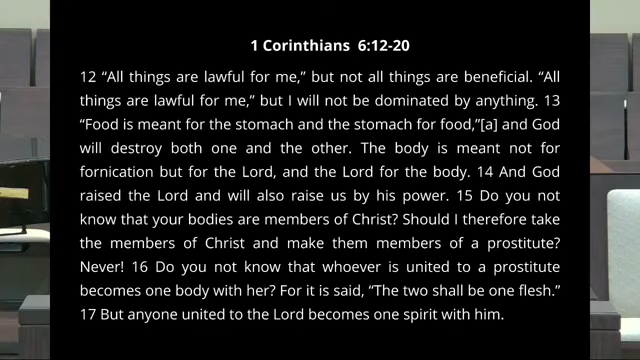 1 Corinthians 6:12-20
12 “All things are lawful for me,” but not all things are beneficial. “All
things are lawful for me,” but I will not be dominated by anything. 13
“Food is meant for the stomach and the stomach for food,”[a] and God
will destroy both one and the other. The body is meant not for
fornication but for the Lord, and the Lord for the body. 14 And God
raised the Lord and will also raise us by his power. 15 Do you not
know that your bodies are members of Christ? Should I therefore take
the members of Christ and make them members of a prostitute?
Never! 16 Do you not know that whoever is united to a prostitute
becomes one body with her? For it is said, “The two shall be one flesh.”
17 But anyone united to the Lord becomes one spirit with him.